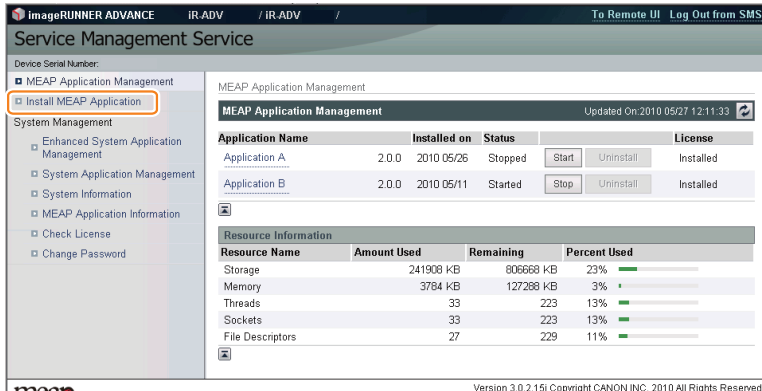 imageRUNNER ADVANCE iR-ADV / iR-ADV / To Remote UI Log Out from SMS
Service Management Service
Device Serial Number:
MEAP Application Management
Install MEAP Application
System Management
Enhanced System Application
Management
System Application Management
System Information
MEAP Application Information
Check License
Change Password
MEAP Application Management
MEAP Application Management Updated On:2010 05/27 12:11:33
Application Name Installed on Status License
Application A 2.0.0 2010 05/26 Stopped Start Uninstall Installed
Application B 2.0.0 2010 05/11 Started Stop Uninstall Installed
Resource Information
Resource Name Amount Used Remaining Percent Used
Storage 241908 KB 806668 KB 23%
Memory 3784 KB 127288 KB 3%
Threads 33 223 13%
Sockets 33 223 13%
File Descriptors 27 229 11%
meap
Version 3.0.2.15i Copyright CANON INC. 2010 All Rights Reserved